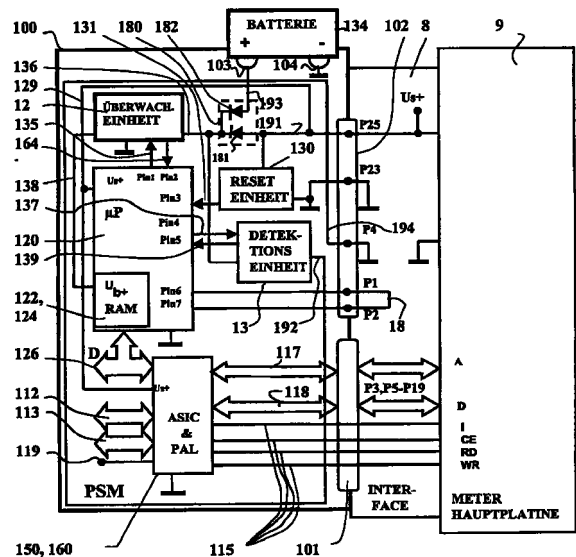 100
131
180
182
BATTERIE
+
-
134
102
8
9
136
129
12
135
164
138
137
120
139
122,
124
126
112
113
119
103
104
ÜBERWACH-
EINHEIT
193
191
181
Us+
P25
130
RESET
EINHEIT
P23
Pin1
Pin2
Us+
Pin3
µP
Pin4
Pin5
DETEKTIONS
EINHEIT
194
P4
13
192
Ub+
RAM
Pin6
Pin7
P1
P2
18
D
117
118
Us+
ASIC
&
PAL
P3,P5-P19
A
D
I
CE
RD
WR
PSM
INTER-
FACE
METER
HAUPTPLATINE
150, 160
115
101